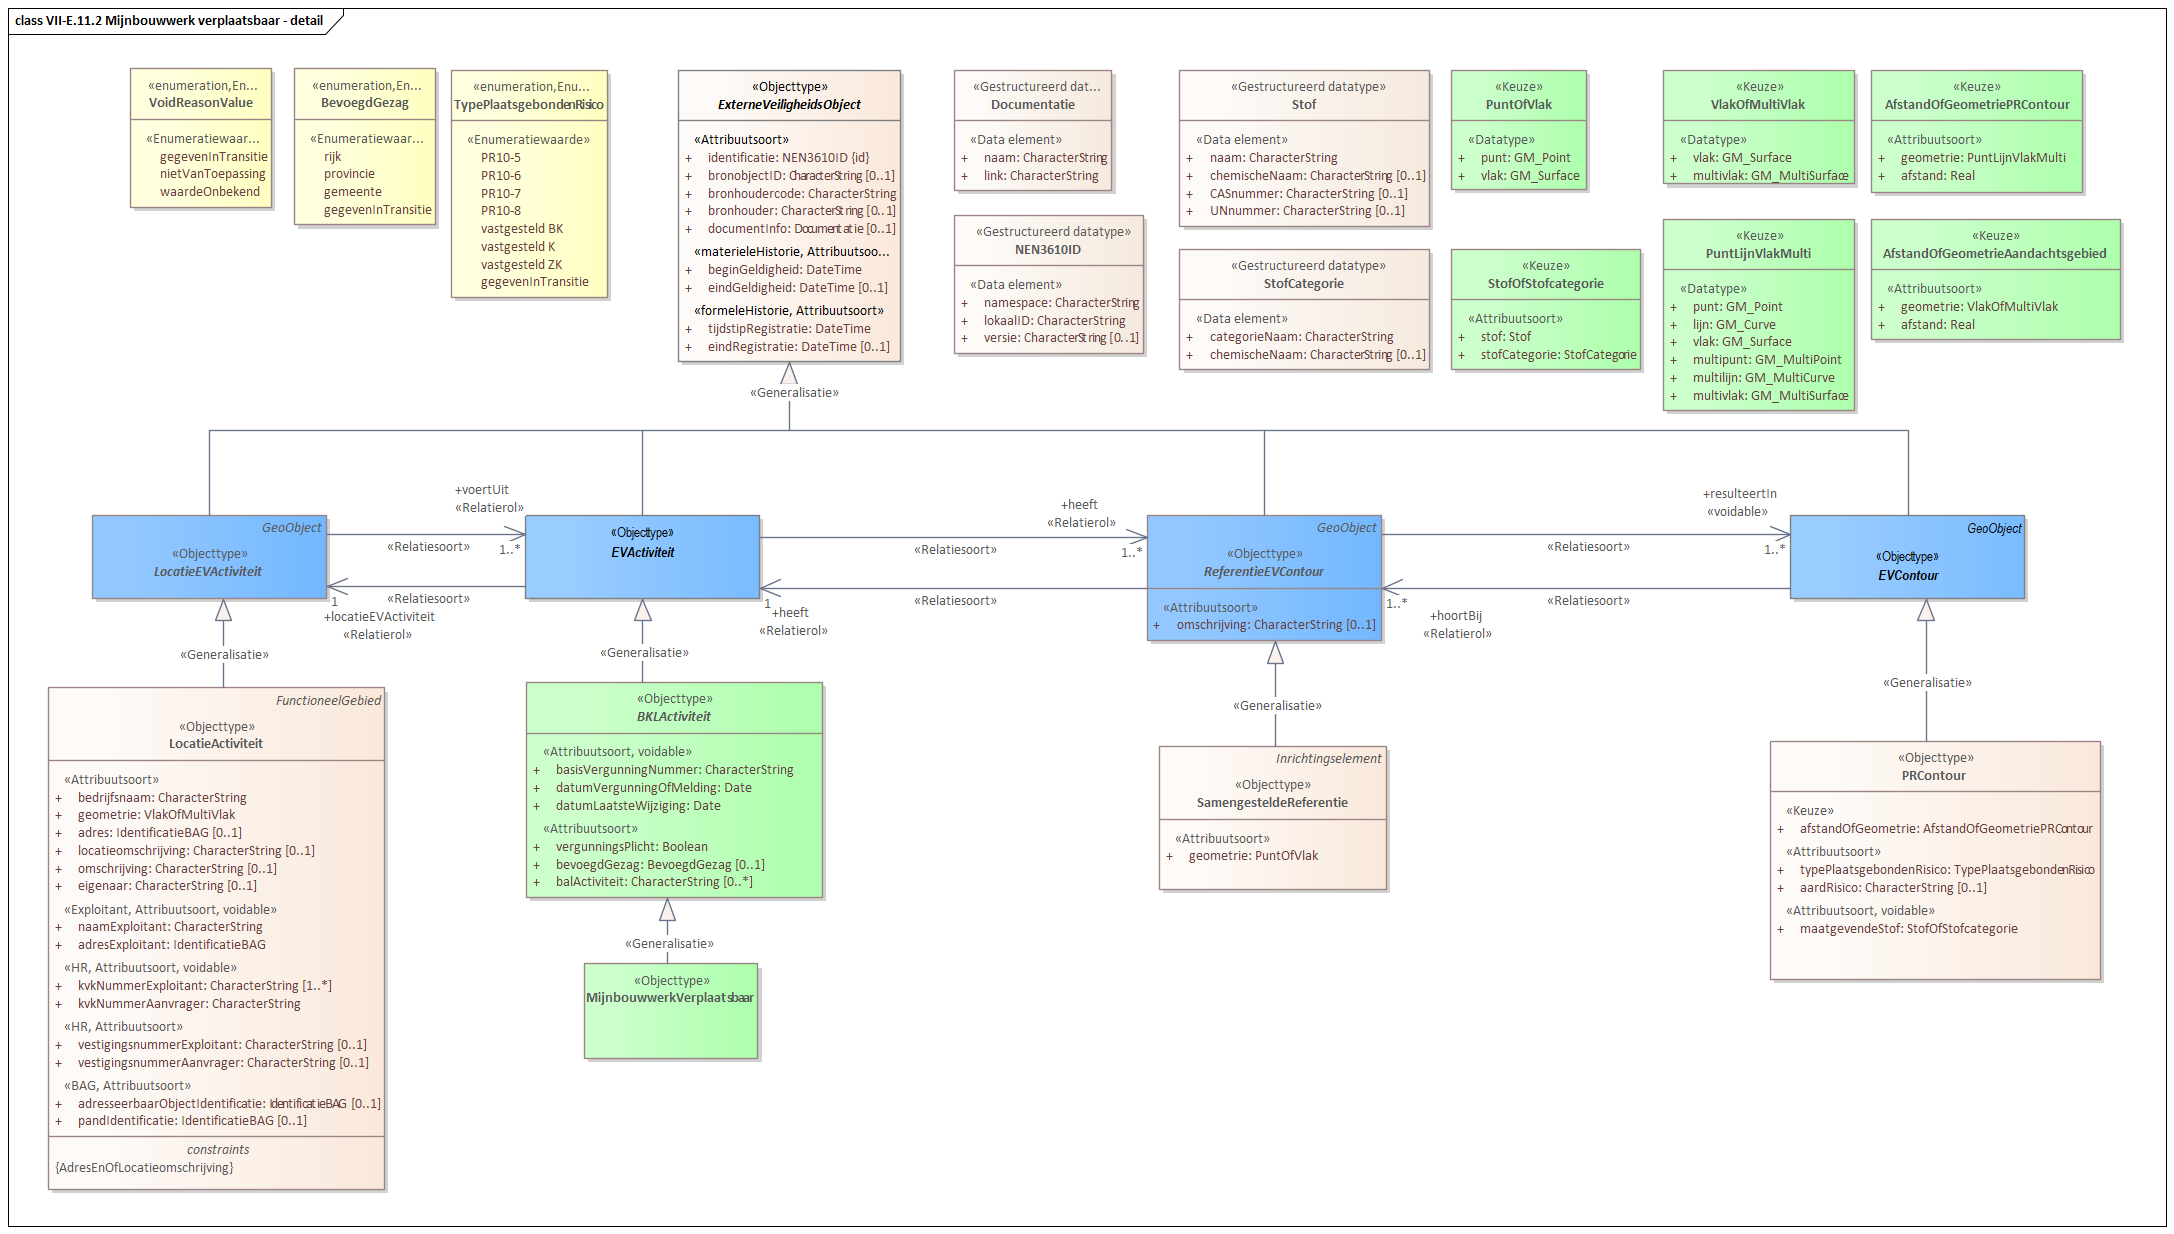 class VII-E.11.2 Mijnbouwwerk verplaatsbaar - detail
«enumeration,En...
VoidReasonValue
«Enumeratiewaar...
gegevenInTransitie
nietVanToepassing
waardeOnbekend
«enumeration,En...
BevoegdGezag
«Enumeratiewaar...
rijk
provincie
gemeente
gegevenInTransitie
«enumeration,Enu...
TypePlaatsgebondenRisico
«Enumeratiewaarde»
PR10-5
PR10-6
PR10-7
PR10-8
vastgesteld BK
vastgesteld K
vastgesteld ZK
gegevenInTransitie
«Objecttype»
ExterneVeiligheidsObject
«Attribuutsoort»
+ identificatie: NEN3610ID {id}
+ bronobjectID: CharacterString [0..1]
+ bronhoudercode: CharacterString
+ bronhouder: CharacterString [0..1]
+ documentInfo: Documentatie [0..1]
«materieleHistorie, Attribuutsoo...
+ beginGeldigheid: DateTime
+ eindGeldigheid: DateTime [0..1]
«formeleHistorie, Attribuutsoort»
+ tijdstipRegistratie: DateTime
+ eindRegistratie: DateTime [0..1]
«Gestructureerd dat...
Documentatie
«Data element»
+ naam: CharacterString
+ link: CharacterString
«Gestructureerd datatype»
NEN3610ID
«Data element»
+ namespace: CharacterString
+ lokaalID: CharacterString
+ versie: CharacterString [0..1]
«Gestructureerd datatype»
Stof
«Data element»
+ naam: CharacterString
+ chemischeNaam: CharacterString [0..1]
+ CASnummer: CharacterString [0..1]
+ UNnummer: CharacterString [0..1]
«Gestructureerd datatype»
StofCategorie
«Data element»
+ categorieNaam: CharacterString
+ chemischeNaam: CharacterString [0..1]
«Keuze»
PuntOfVlak
«Datatype»
+ punt: GM_Point
+ vlak: GM_Surface
«Keuze»
StofOfStofcategorie
«Attribuutsoort»
+ stof: Stof
+ stofCategorie: StofCategorie
«Keuze»
VlakOfMultiVlak
«Datatype»
+ vlak: GM_Surface
+ multivlak: GM_MultiSurface
«Keuze»
PuntLijnVlakMulti
«Datatype»
+ punt: GM_Point
+ lijn: GM_Curve
+ vlak: GM_Surface
+ multipunt: GM_MultiPoint
+ multilijn: GM_MultiCurve
+ multivlak: GM_MultiSurface
«Keuze»
AfstandOfGeometriePRContour
«Attribuutsoort»
+ geometrie: PuntLijnVlakMulti
+ afstand: Real
«Keuze»
AfstandOfGeometrieAandachtsgebied
«Attribuutsoort»
+ geometrie: VlakOfMultiVlak
+ afstand: Real
«Generalisatie»
GeoObject
«Objecttype»
LocatieEVActiviteit
+voertUit
«Relatierol»
«Relatiesoort»
1..*
«Relatiesoort»
1
+locatieEVActiviteit
«Relatierol»
«Objecttype»
EVActiviteit
+heeft
«Relatierol»
«Relatiesoort»
1..*
«Relatiesoort»
1
+heeft
«Relatierol»
GeoObject
«Objecttype»
ReferentieEVContour
«Attribuutsoort»
+ omschrijving: CharacterString [0..1]
+resulteertIn
«voidable»
«Relatiesoort»
1..*
«Relatiesoort»
1..*
+hoortBij
«Relatierol»
GeoObject
«Objecttype»
EVContour
«Generalisatie»
«Generalisatie»
«Generalisatie»
«Generalisatie»
FunctioneelGebied
«Objecttype»
LocatieActiviteit
«Attribuutsoort»
+ bedrijfsnaam: CharacterString
+ geometrie: VlakOfMultiVlak
+ adres: IdentificatieBAG [0..1]
+ locatieomschrijving: CharacterString [0..1]
+ omschrijving: CharacterString [0..1]
+ eigenaar: CharacterString [0..1]
«Exploitant, Attribuutsoort, voidable»
+ naamExploitant: CharacterString
+ adresExploitant: IdentificatieBAG
«HR, Attribuutsoort, voidable»
+ kvkNummerExploitant: CharacterString [1..*]
+ kvkNummerAanvrager: CharacterString
«HR, Attribuutsoort»
+ vestigingsnummerExploitant: CharacterString [0..1]
+ vestigingsnummerAanvrager: CharacterString [0..1]
«BAG, Attribuutsoort»
+ adresseerbaarObjectIdentificatie: IdentificatieBAG [0..1]
+ pandIdentificatie: IdentificatieBAG [0..1]
constraints
{AdresEnOfLocatieomschrijving}
«Objecttype»
BKLActiviteit
«Attribuutsoort, voidable»
+ basisVergunningNummer: CharacterString
+ datumVergunningOfMelding: Date
+ datumLaatsteWijziging: Date
«Attribuutsoort»
+ vergunningsPlicht: Boolean
+ bevoegdGezag: BevoegdGezag [0..1]
+ balActiviteit: CharacterString [0..*]
«Generalisatie»
«Objecttype»
MijnbouwwerkVerplaatsbaar
Inrichtingselement
«Objecttype»
SamengesteldeReferentie
«Attribuutsoort»
+ geometrie: PuntOfVlak
«Objecttype»
PRContour
«Keuze»
+ afstandOfGeometrie: AfstandOfGeometriePRContour
«Attribuutsoort»
+ typePlaatsgebondenRisico: TypePlaatsgebondenRisico
+ aardRisico: CharacterString [0..1]
«Attribuutsoort, voidable»
+ maatgevendeStof: StofOfStofcategorie